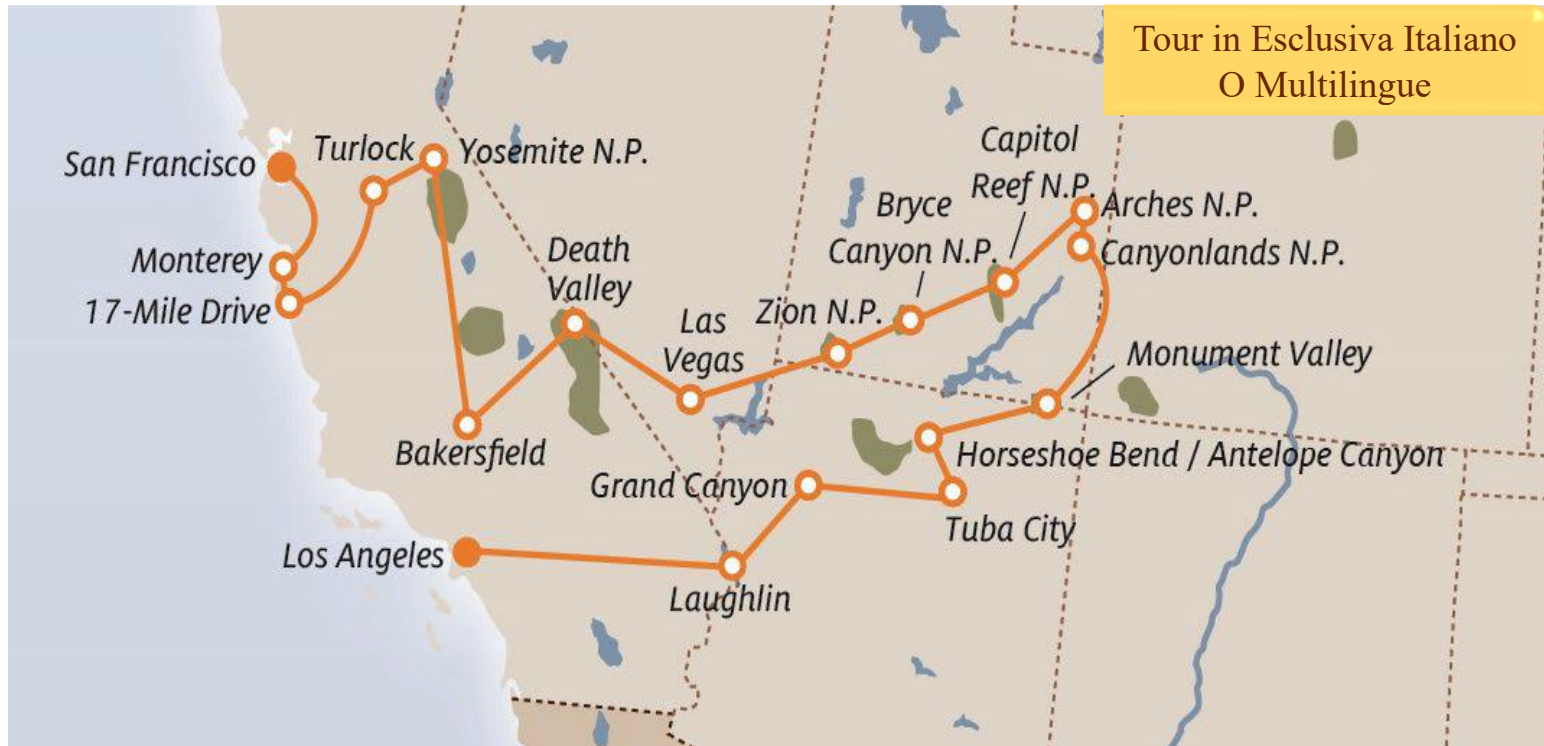 Tour in Esclusiva Italiano
O Multilingue
San Francisco
Turlock
Yosemite N.P.
Capitol
Reef N.P.
Bryce
Canyon N.P.
Arches N.P.
Canyonlands N.P.
Monterey
17-Mile Drive
Death
Valley
Las
Vegas
Zion N.P.
Monument Valley
Bakersfield
Horseshoe Bend / Antelope Canyon
Grand Canyon
Tuba City
Los Angeles
Laughlin